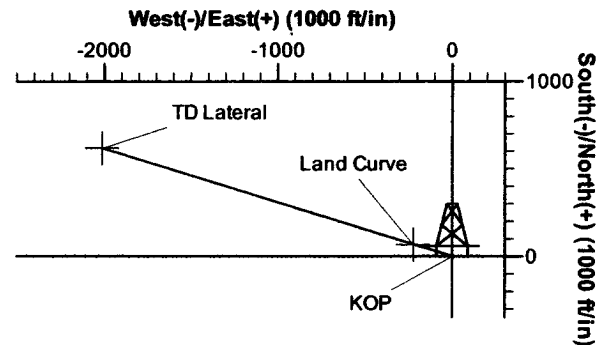 West(-)/East(+) (1000 ft/in)
-2000 -1000 0
1000
TD Lateral
Land Curve
0
KOP
South(-)/North(+) (1000 ft/in)